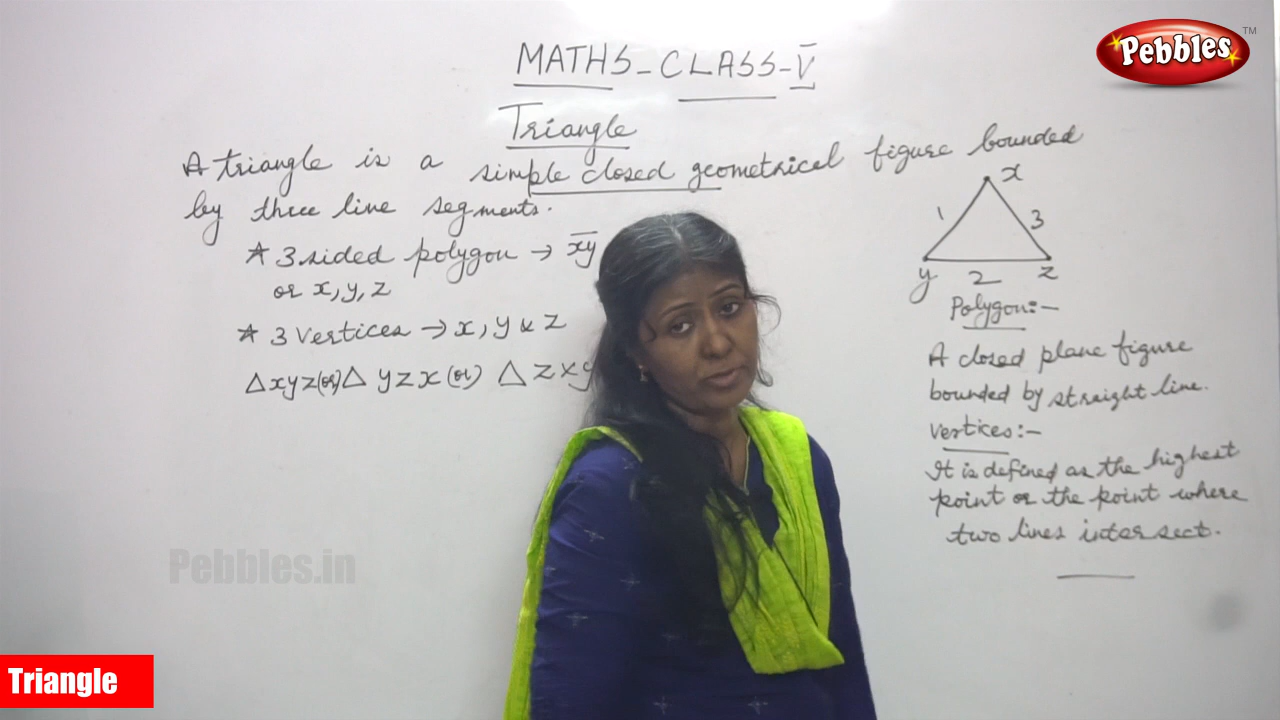 Pebbles TM
MATHS - CLASS - V
Triangle
A triangle is a simple closed geometrical figure bounded
by three line segments.
* 3 sided polygon → xy
or x, y, z
* 3 vertices → x, y & z
△xyz (or) △ yzx (or) △ zxy
x
1 3
y 2 z
Polygon:-
A closed plane figure
bounded by straight line.
vertices:-
It is defined as the highest
point or the point where
two lines intersect.
Pebbles.in
Triangle